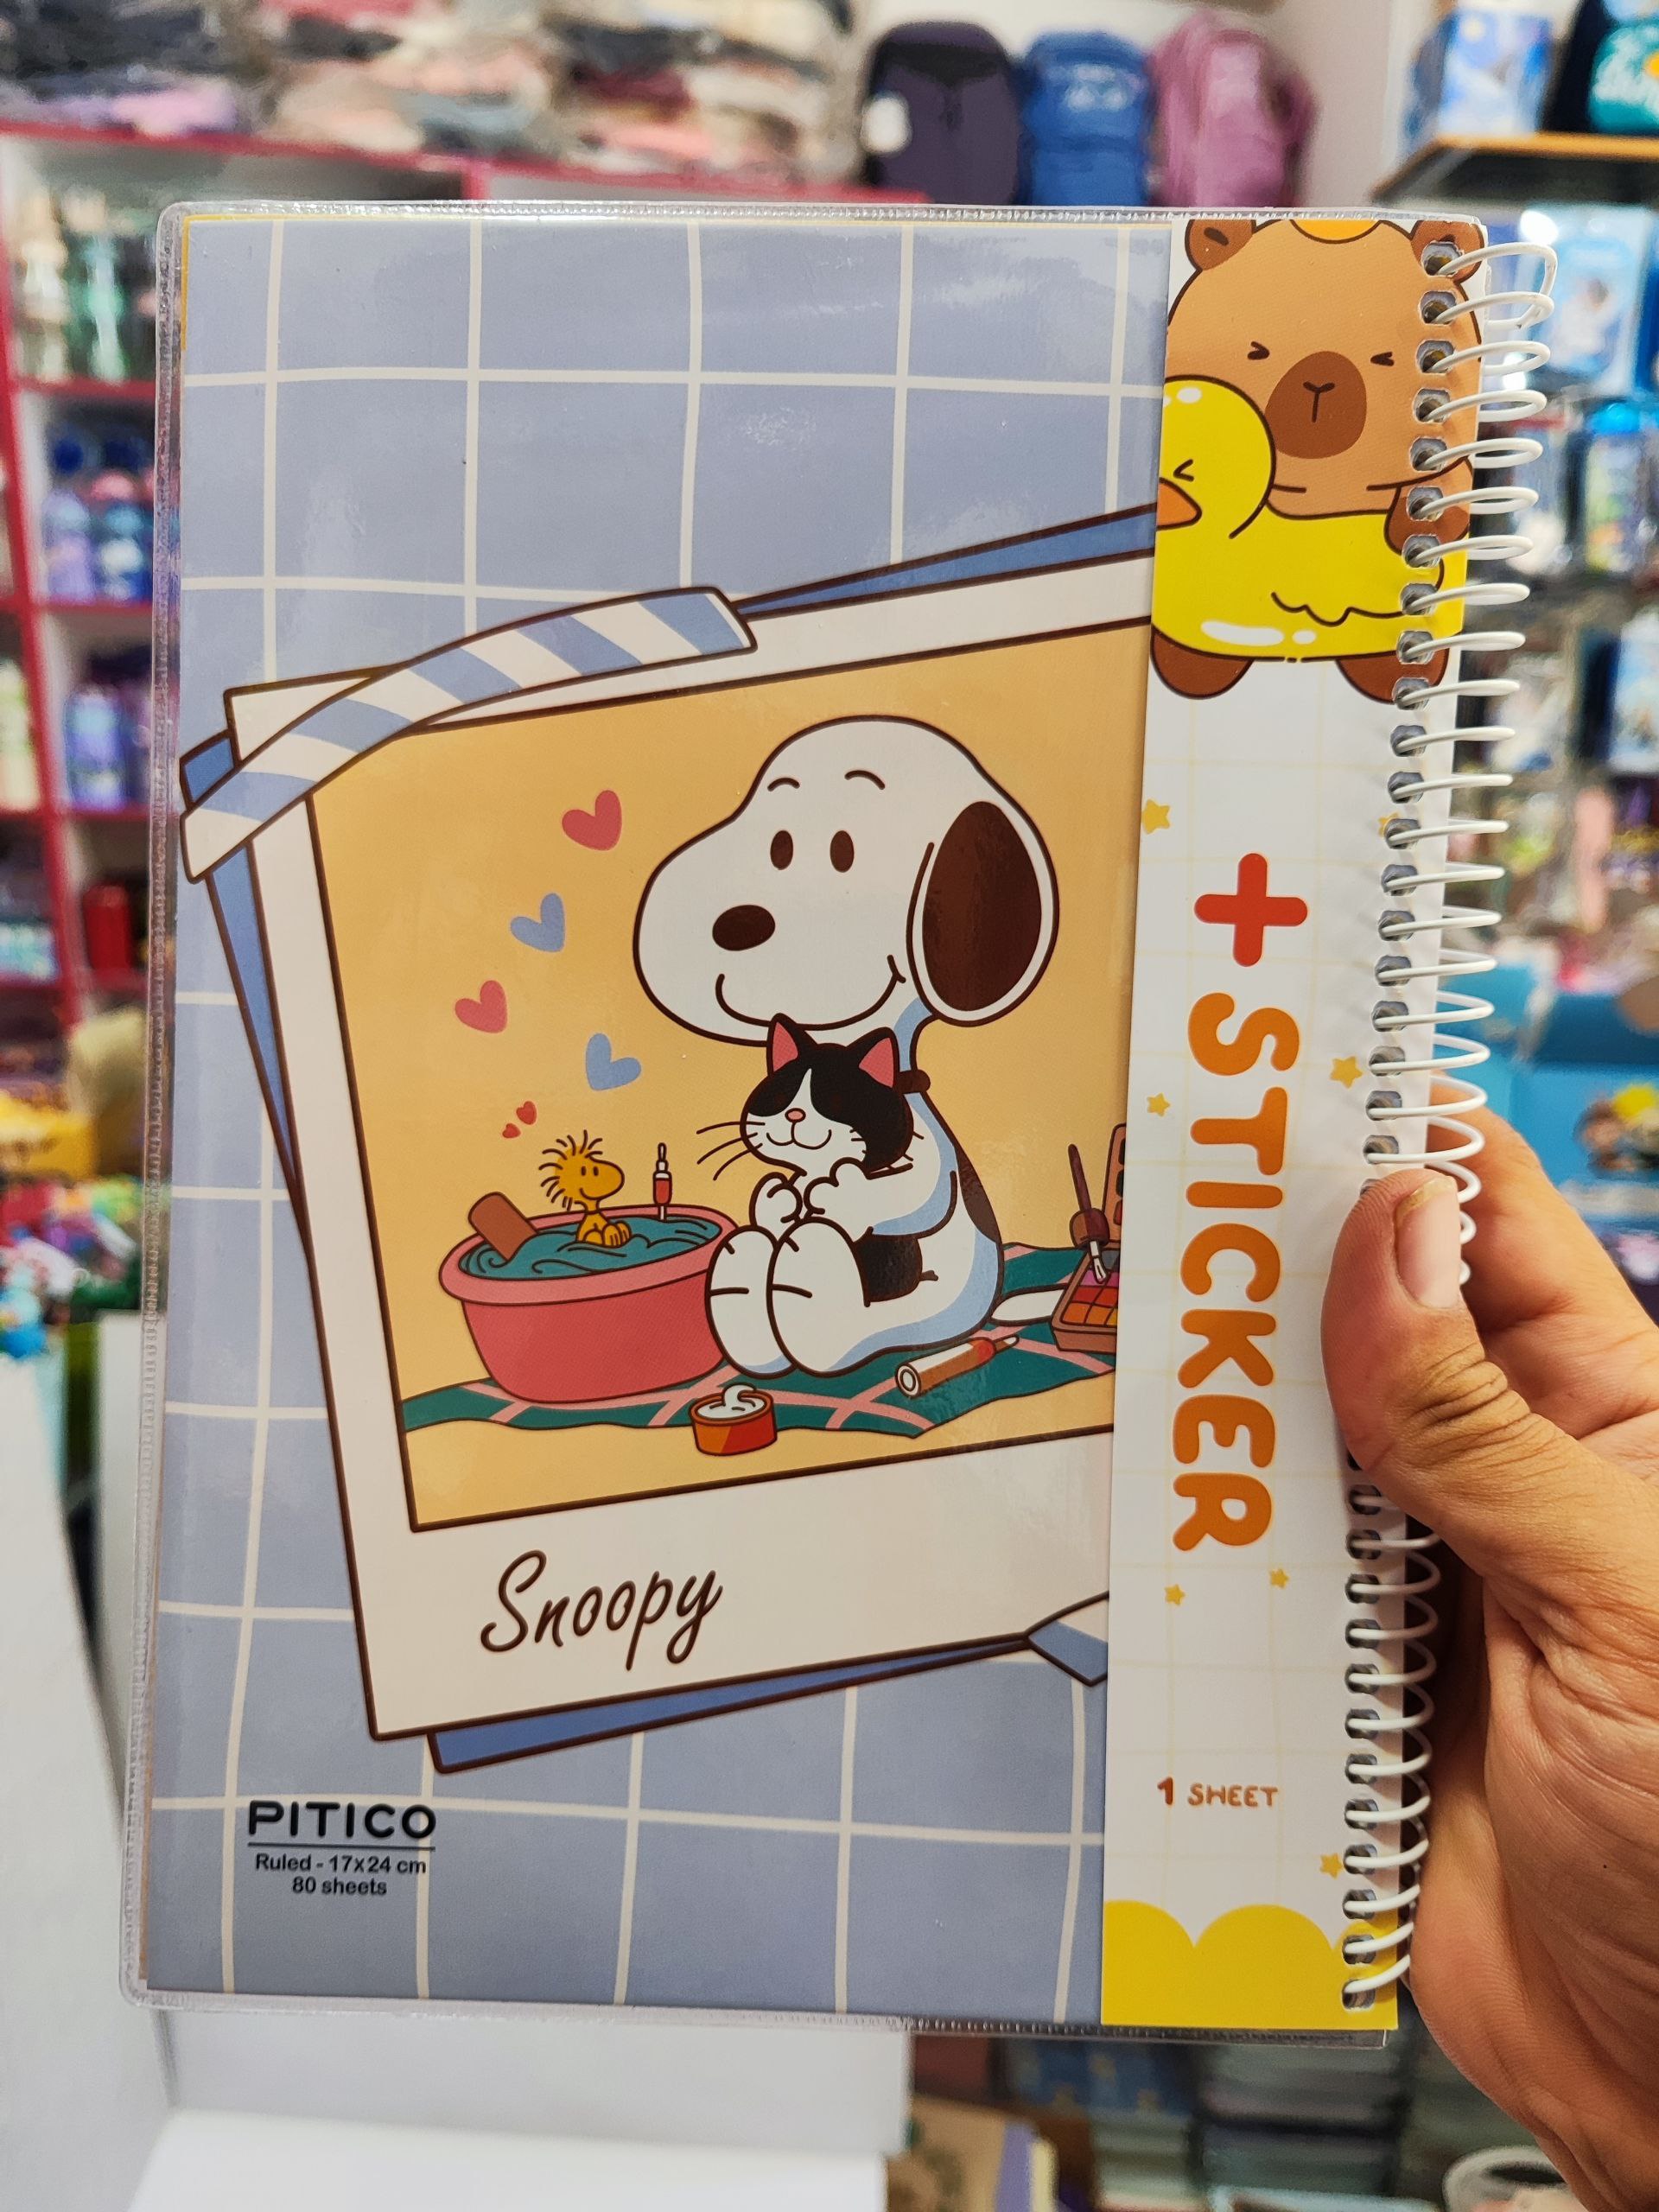 + STICKER
Snoopy
1 SHEET
PITICO
Ruled - 17x24 cm
80 sheets